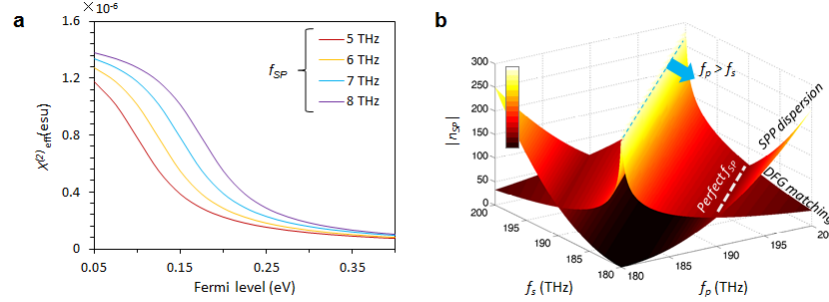 a
×10⁻⁶
1.6
1.2
0.8
0.4
0
χ⁽²⁾eff(esu)
0.05
0.15
0.25
0.35
Fermi level (eV)
fSP
5 THz
6 THz
7 THz
8 THz
b
300
250
200
150
100
50
0
|nSP|
fp > fs
SPP dispersion
DFG matching
Perfect fSP
200
195
190
185
180
fs (THz)
180
185
190
195
fp (THz)